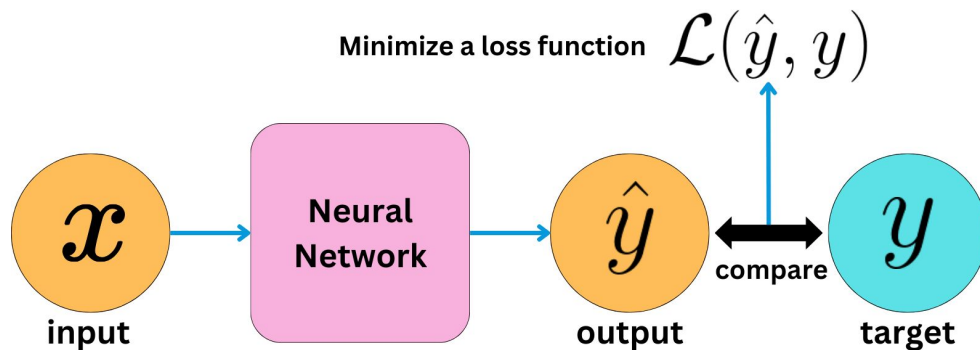 Minimize a loss function 𝓛(ŷ, y)
x
Neural
Network
ŷ
y
compare
input
output
target